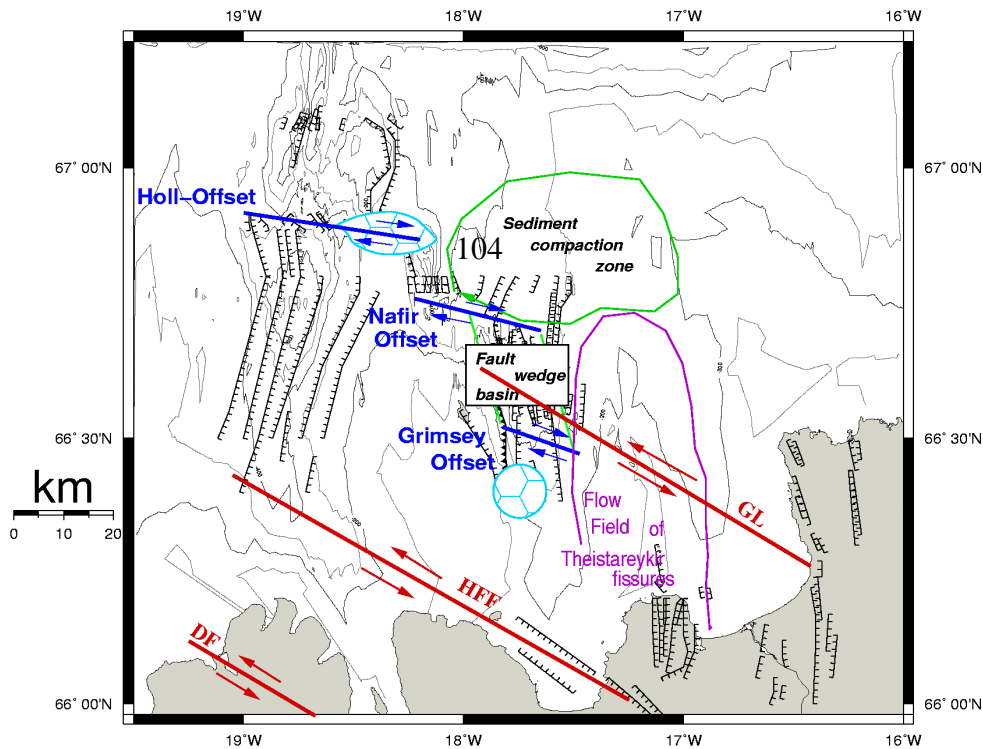 19°W 18°W 17°W 16°W
67° 00'N 67° 00'N
Holl-Offset
104
Sediment
compaction
zone
Nafir
Offset
Fault
wedge
basin
66° 30'N 66° 30'N
Grimsey
Offset
km
0 10 20
Flow
Field of
Theistareykir
fissures
GL
HFF
DF
66° 00'N 66° 00'N
19°W 18°W 17°W 16°W